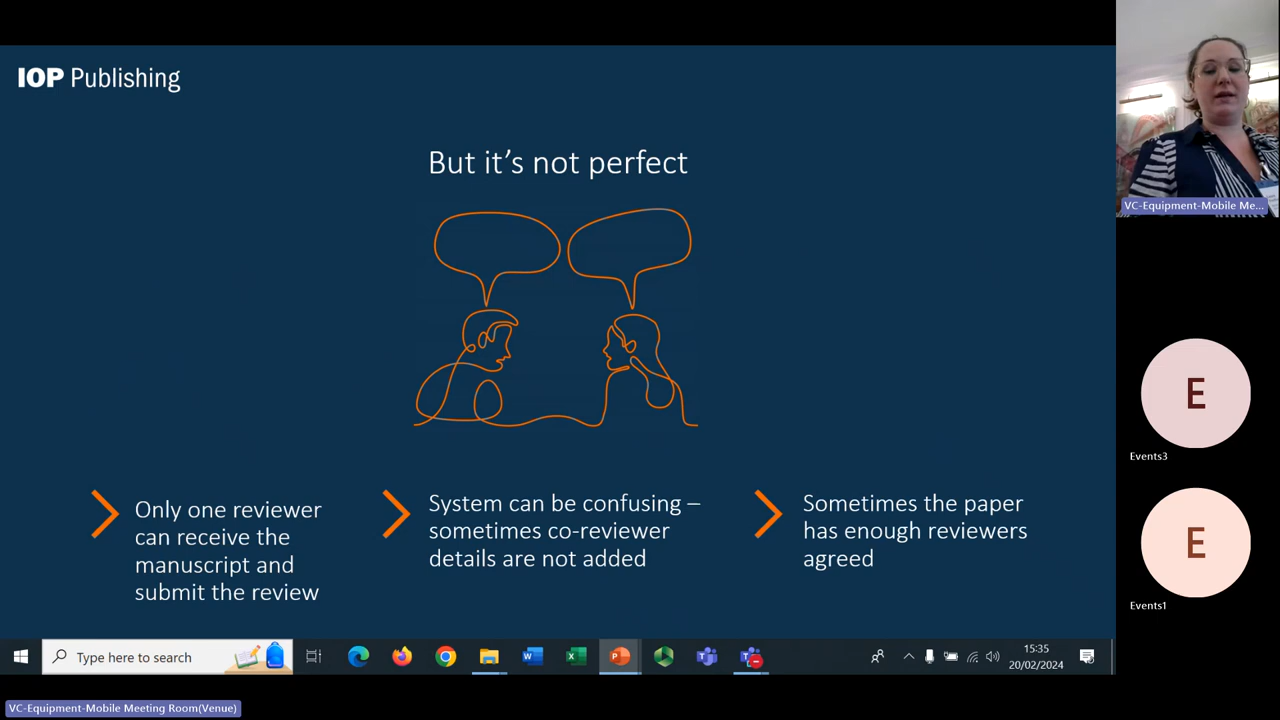 IOP Publishing
But it's not perfect
Only one reviewer
can receive the
manuscript and
submit the review
System can be confusing –
sometimes co-reviewer
details are not added
Sometimes the paper
has enough reviewers
agreed
VC-Equipment-Mobile Me...
E
Events3
E
Events1
Type here to search
15:35
20/02/2024
VC-Equipment-Mobile Meeting Room(Venue)